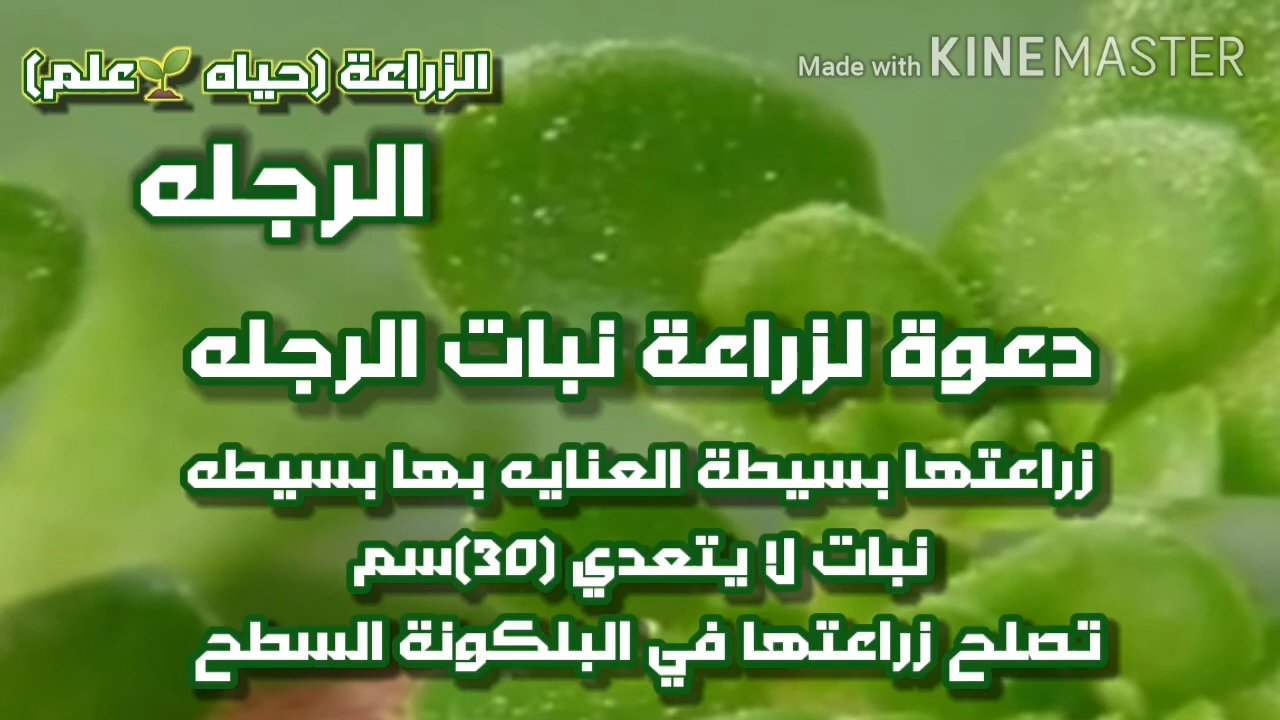 الزراعة (حياه 🌱علم)
Made with KINEMASTER
الرجله
دعوة لزراعة نبات الرجله
زراعتها بسيطة العنايه بها بسيطه
نبات لا يتعدي (30)سم
تصلح زراعتها في البلكونة السطح